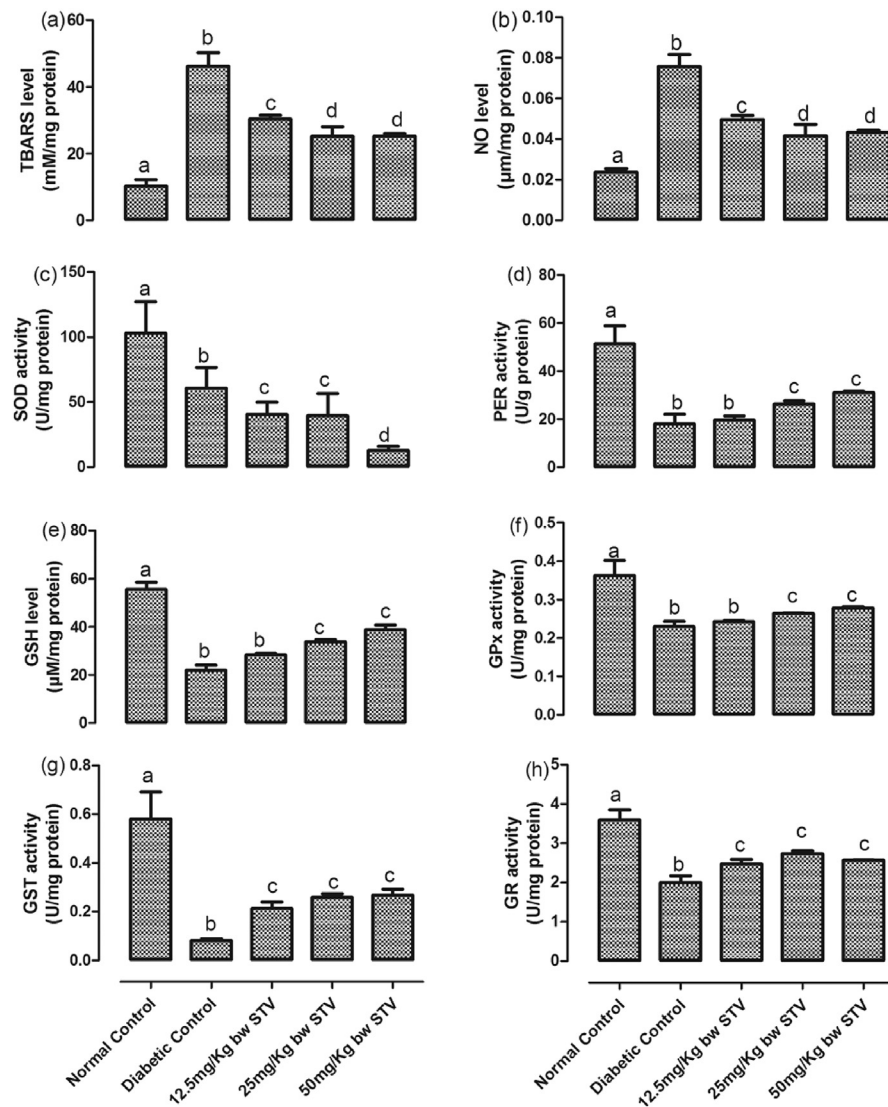 (a)
TBARS level
(mM/mg protein)
60
40
20
0
a
b
c
d
d
(b)
NO level
(µm/mg protein)
0.10
0.08
0.06
0.04
0.02
0.00
a
b
c
d
d
(c)
SOD activity
(U/mg protein)
150
100
50
0
a
b
c
c
d
(d)
PER activity
(U/g protein)
80
60
40
20
0
a
b
b
c
c
(e)
GSH level
(µM/mg protein)
80
60
40
20
0
a
b
b
c
c
(f)
GPx activity
(U/mg protein)
0.5
0.4
0.3
0.2
0.1
0.0
a
b
b
c
c
(g)
GST activity
(U/mg protein)
0.8
0.6
0.4
0.2
0.0
a
b
c
c
c
(h)
GR activity
(U/mg protein)
5
4
3
2
1
0
a
b
c
c
c
Normal Control
Diabetic Control
12.5mg/Kg bw STV
25mg/Kg bw STV
50mg/Kg bw STV
Normal Control
Diabetic Control
12.5mg/Kg bw STV
25mg/Kg bw STV
50mg/Kg bw STV